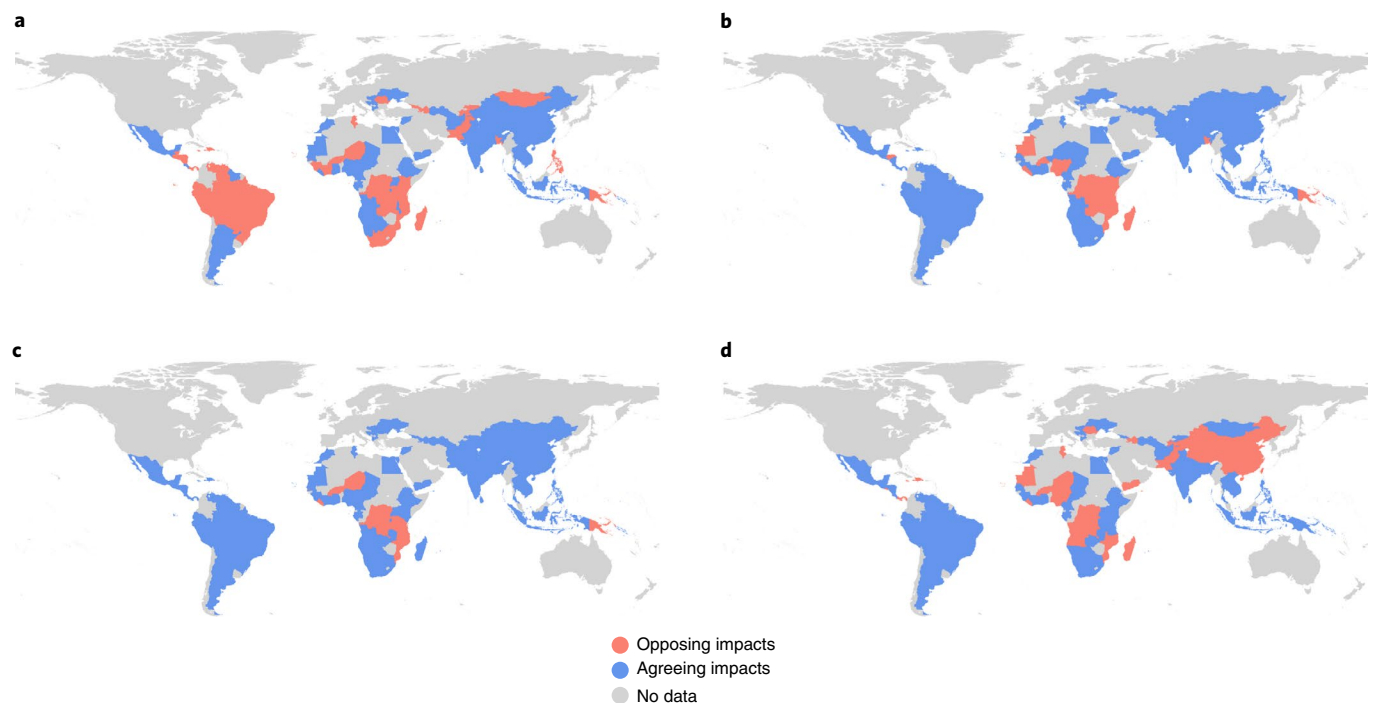 a
b
c
d
Opposing impacts
Agreeing impacts
No data